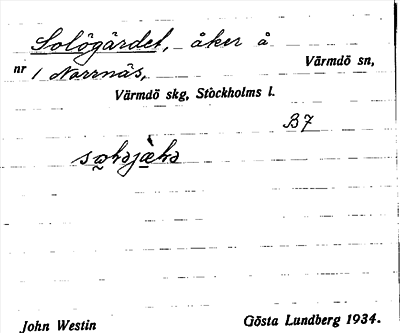 Solögärdet, åker å
nr 1 Norrnäs, Värmdö sn,
Värmdö skg, Stockholms l.
B7
John Westin Gösta Lundberg 1934.